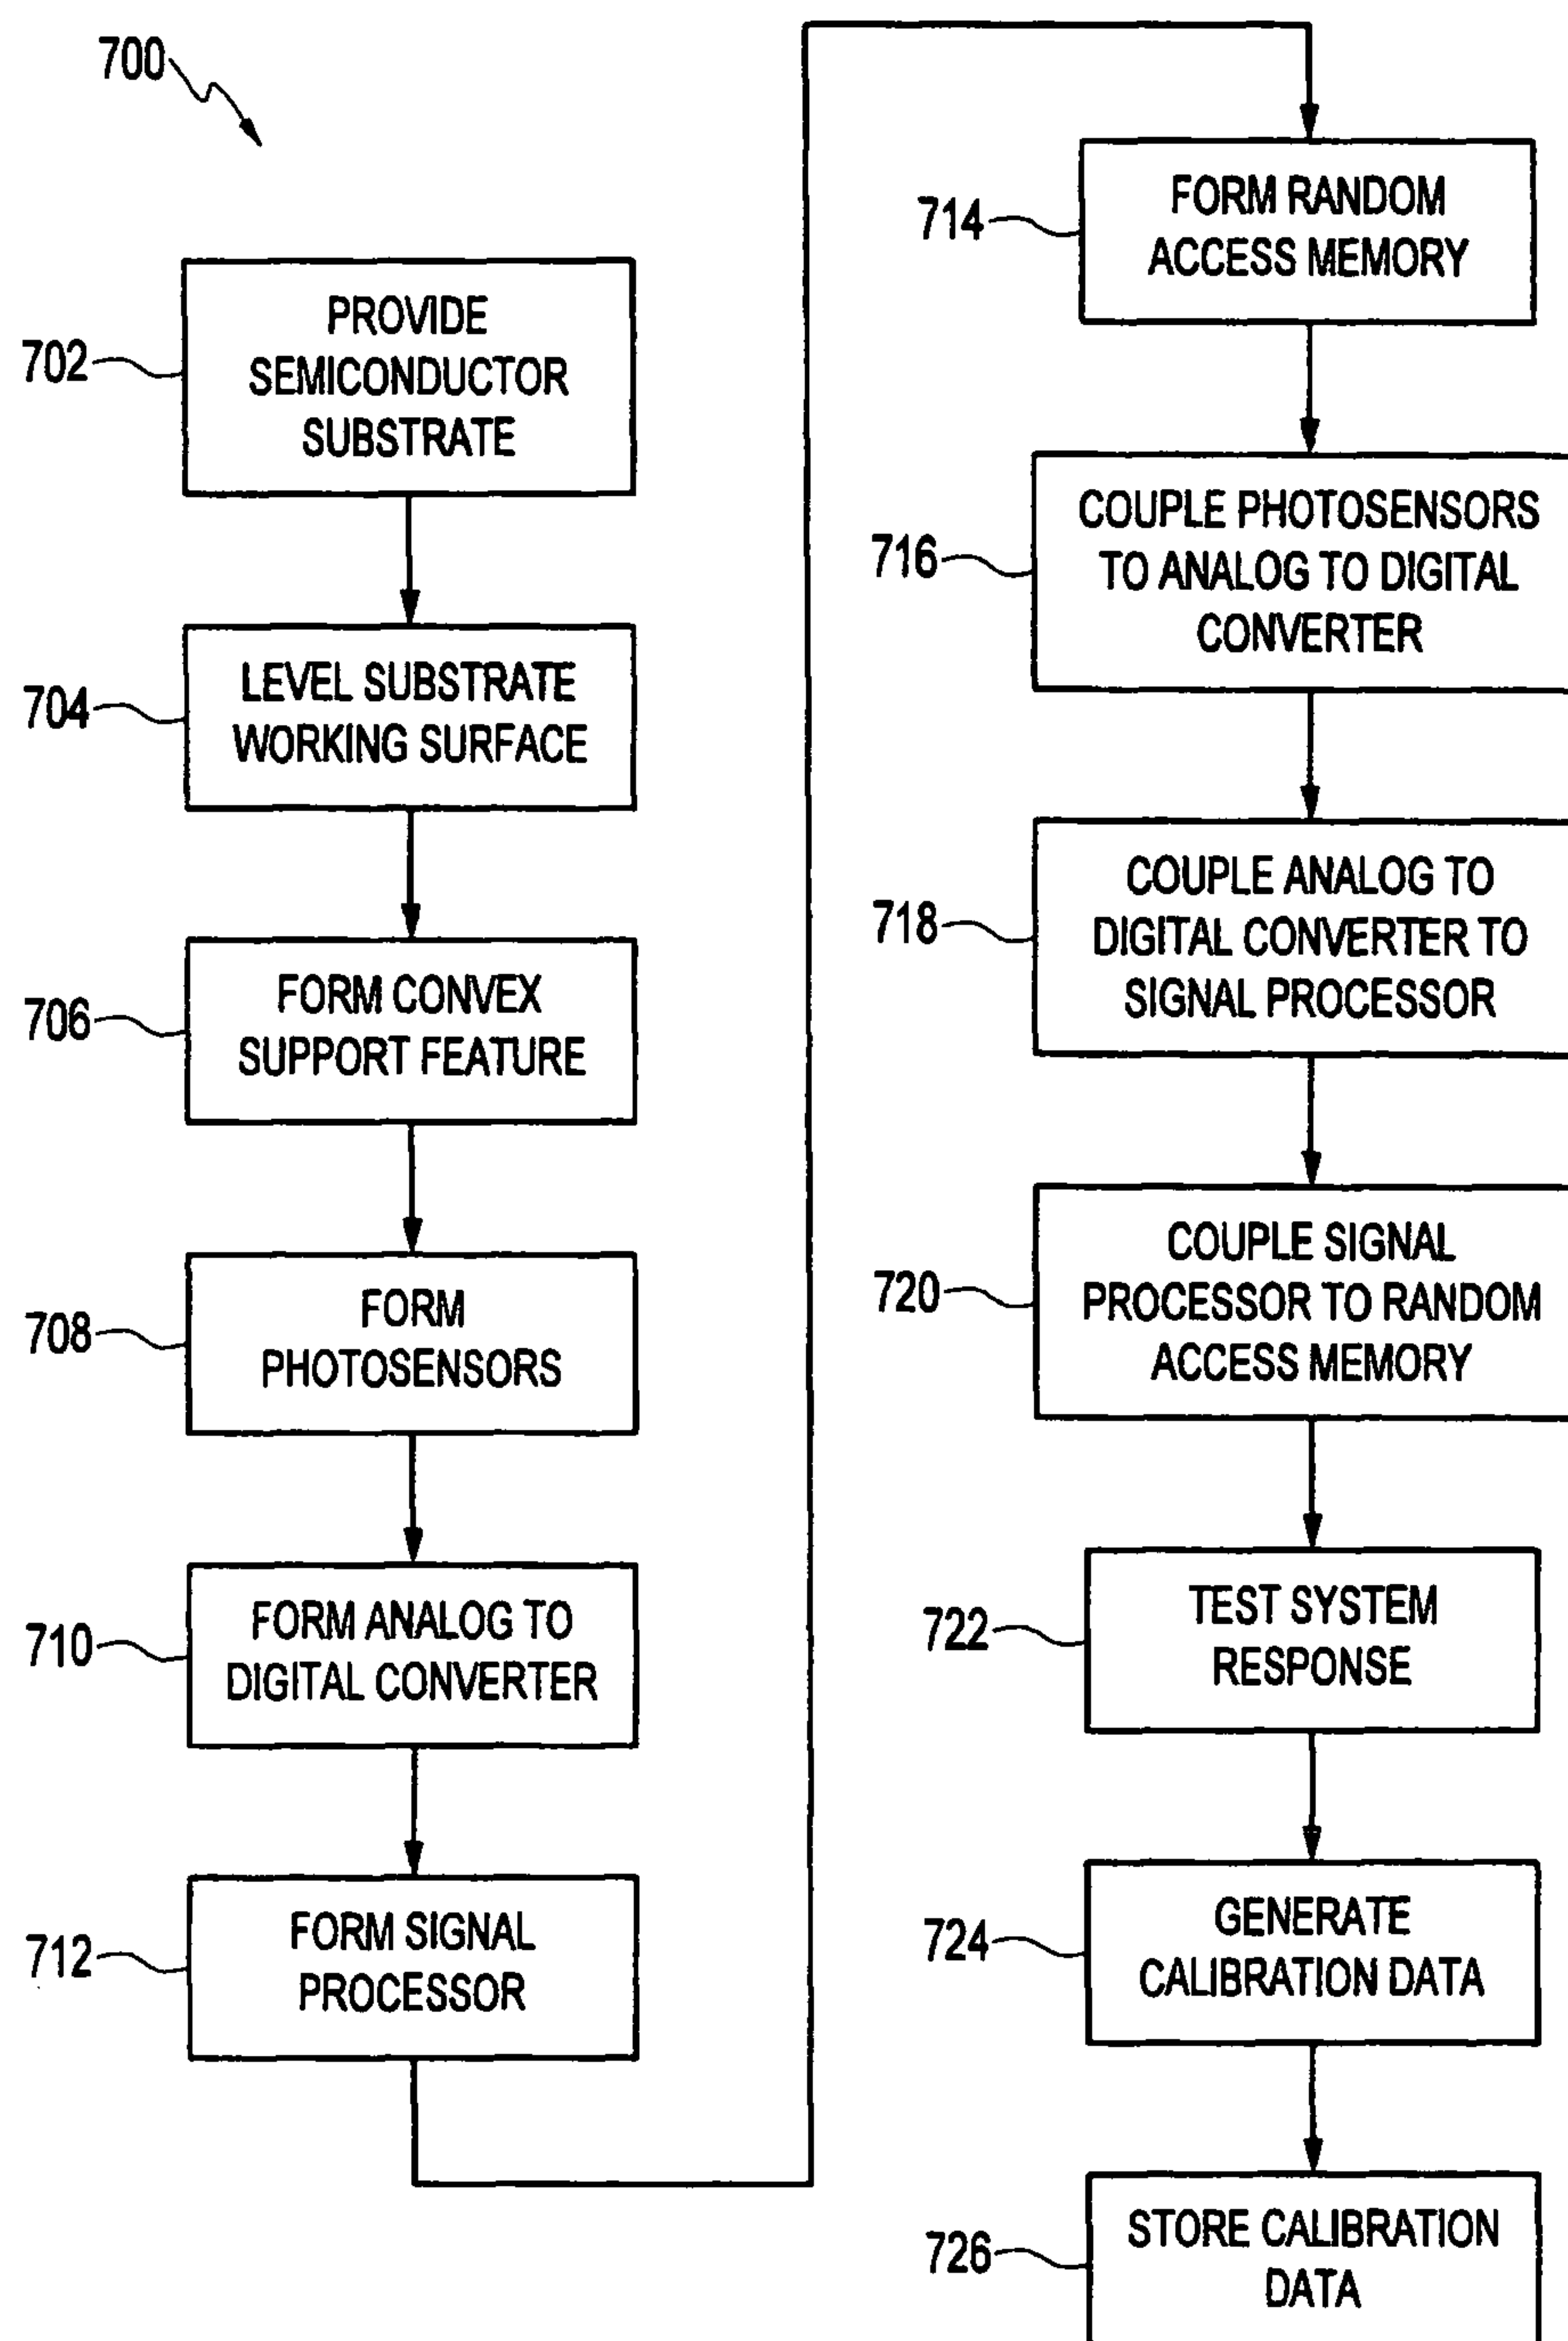 700
702
PROVIDE
SEMICONDUCTOR
SUBSTRATE
704
LEVEL SUBSTRATE
WORKING SURFACE
706
FORM CONVEX
SUPPORT FEATURE
708
FORM
PHOTOSENSORS
710
FORM ANALOG TO
DIGITAL CONVERTER
712
FORM SIGNAL
PROCESSOR
714
FORM RANDOM
ACCESS MEMORY
716
COUPLE PHOTOSENSORS
TO ANALOG TO DIGITAL
CONVERTER
718
COUPLE ANALOG TO
DIGITAL CONVERTER TO
SIGNAL PROCESSOR
720
COUPLE SIGNAL
PROCESSOR TO RANDOM
ACCESS MEMORY
722
TEST SYSTEM
RESPONSE
724
GENERATE
CALIBRATION DATA
726
STORE CALIBRATION
DATA